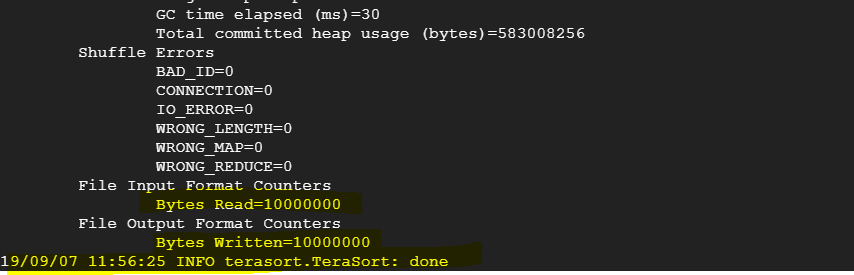 GC time elapsed (ms)=30
Total committed heap usage (bytes)=583008256
Shuffle Errors
BAD_ID=0
CONNECTION=0
IO_ERROR=0
WRONG_LENGTH=0
WRONG_MAP=0
WRONG_REDUCE=0
File Input Format Counters
Bytes Read=10000000
File Output Format Counters
Bytes Written=10000000
19/09/07 11:56:25 INFO terasort.TeraSort: done